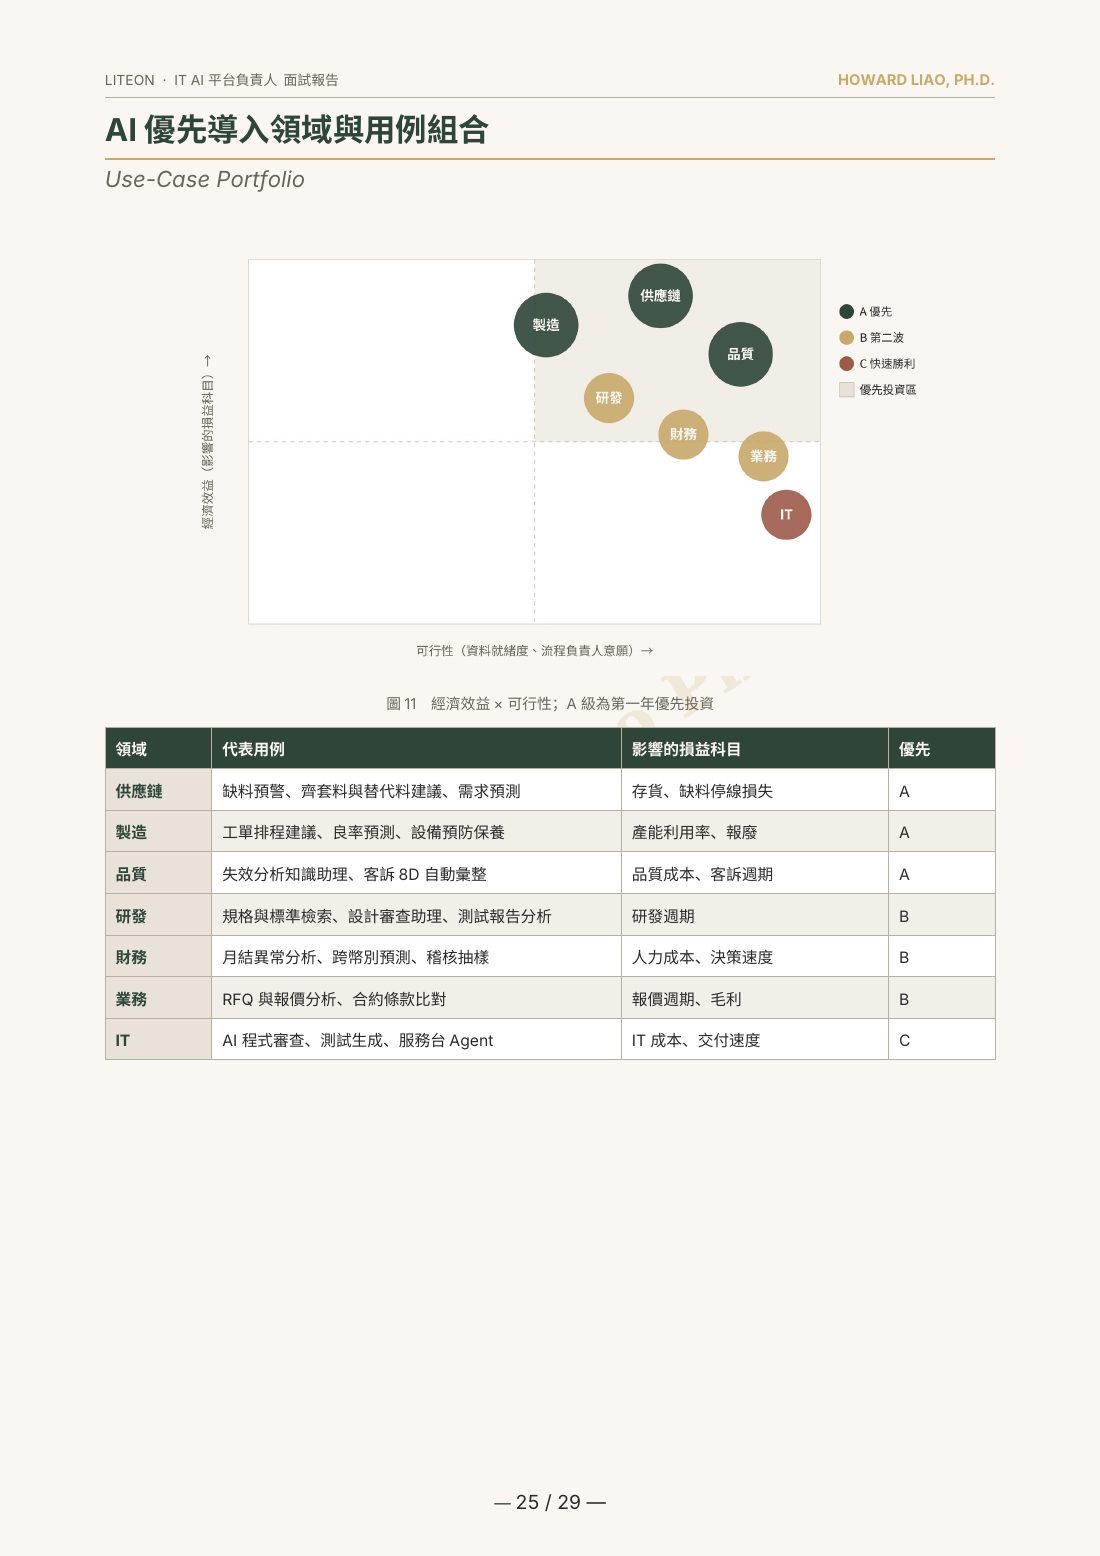 LITEON · IT AI 平台負責人 面試報告
HOWARD LIAO, PH.D.
AI 優先導入領域與用例組合
Use-Case Portfolio
供應鏈
製造
品質
研發
財務
業務
IT
A 優先
B 第二波
C 快速勝利
優先投資區
經濟效益（影響的損益科目）→
可行性（資料就緒度、流程負責人意願）→
圖 11　經濟效益 × 可行性；A 級為第一年優先投資
領域 代表用例 影響的損益科目 優先
供應鏈 缺料預警、齊套料與替代料建議、需求預測 存貨、缺料停線損失 A
製造 工單排程建議、良率預測、設備預防保養 產能利用率、報廢 A
品質 失效分析知識助理、客訴 8D 自動彙整 品質成本、客訴週期 A
研發 規格與標準檢索、設計審查助理、測試報告分析 研發週期 B
財務 月結異常分析、跨幣別預測、稽核抽樣 人力成本、決策速度 B
業務 RFQ 與報價分析、合約條款比對 報價週期、毛利 B
IT AI 程式審查、測試生成、服務台 Agent IT 成本、交付速度 C
— 25 / 29 —